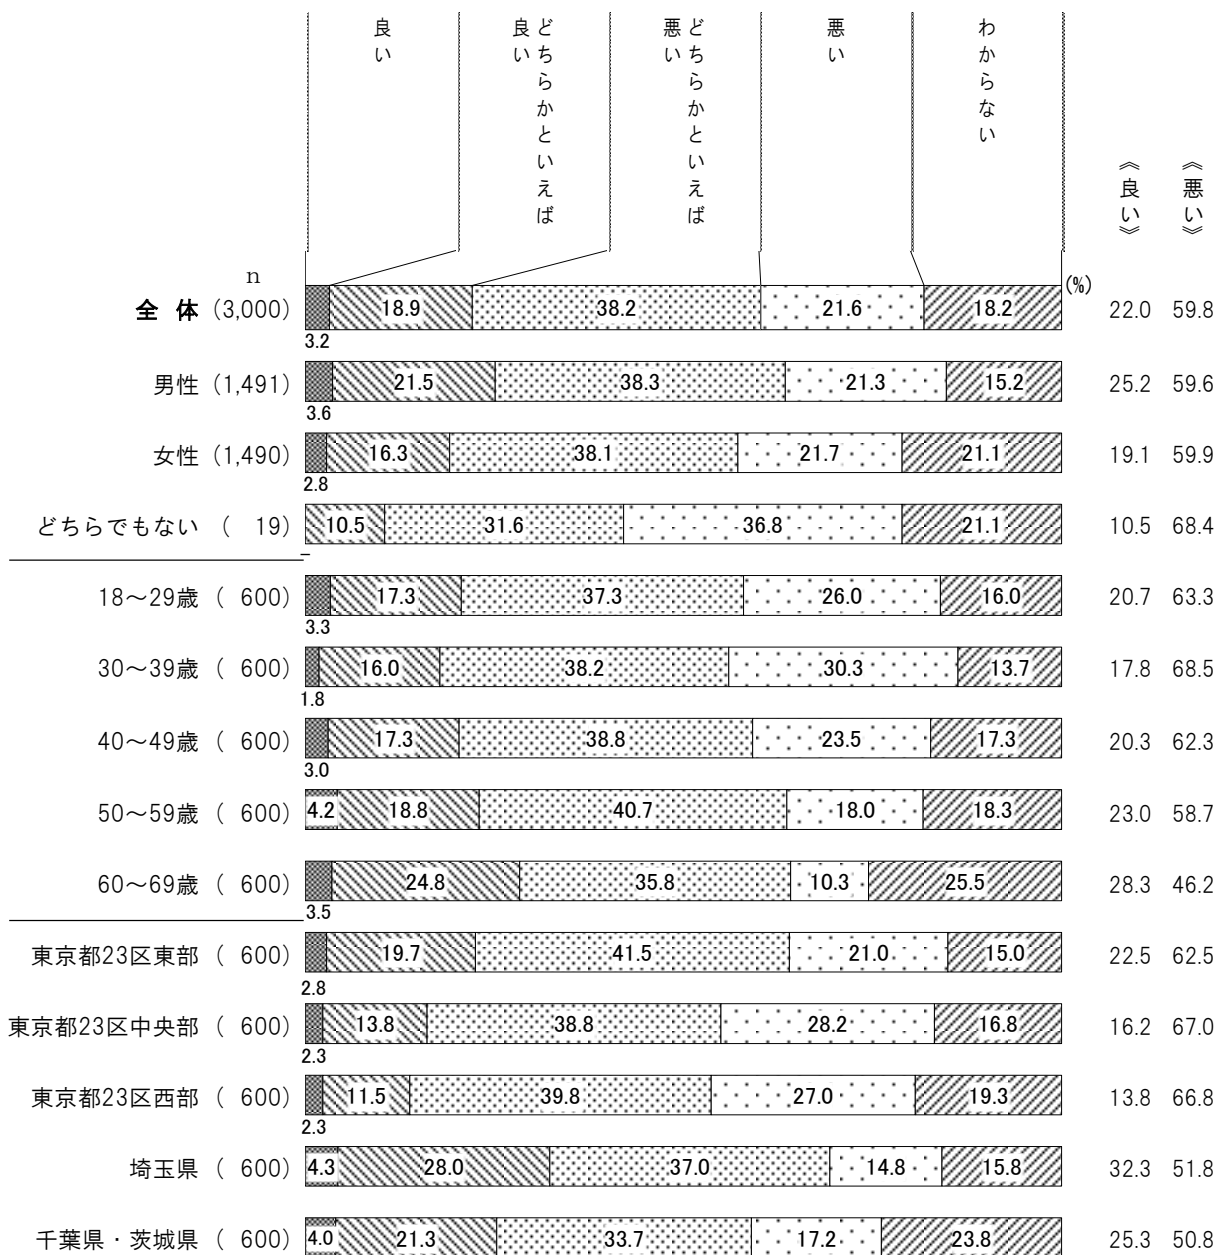 良い
どちらかといえば良い
どちらかといえば悪い
悪い
わからない
《良い》
《悪い》
n
(%)
全 体 (3,000) 18.9 38.2 21.6 18.2 22.0 59.8
3.2
男性 (1,491) 21.5 38.3 21.3 15.2 25.2 59.6
3.6
女性 (1,490) 16.3 38.1 21.7 21.1 19.1 59.9
2.8
どちらでもない ( 19) 10.5 31.6 36.8 21.1 10.5 68.4
–
18～29歳 ( 600) 17.3 37.3 26.0 16.0 20.7 63.3
3.3
30～39歳 ( 600) 16.0 38.2 30.3 13.7 17.8 68.5
1.8
40～49歳 ( 600) 17.3 38.8 23.5 17.3 20.3 62.3
3.0
50～59歳 ( 600) 4.2 18.8 40.7 18.0 18.3 23.0 58.7
60～69歳 ( 600) 24.8 35.8 10.3 25.5 28.3 46.2
3.5
東京都23区東部 ( 600) 19.7 41.5 21.0 15.0 22.5 62.5
2.8
東京都23区中央部 ( 600) 13.8 38.8 28.2 16.8 16.2 67.0
2.3
東京都23区西部 ( 600) 11.5 39.8 27.0 19.3 13.8 66.8
2.3
埼玉県 ( 600) 4.3 28.0 37.0 14.8 15.8 32.3 51.8
千葉県・茨城県 ( 600) 4.0 21.3 33.7 17.2 23.8 25.3 50.8